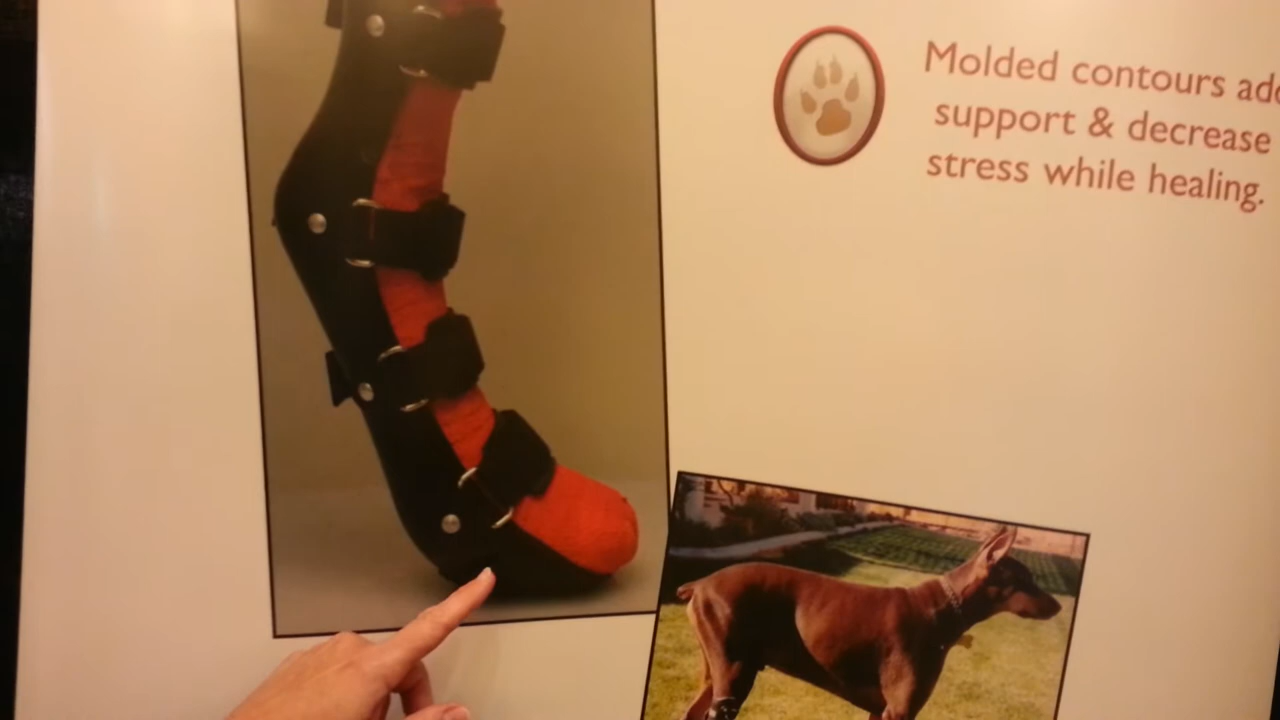 Molded contours
support & decrease
stress while healing.